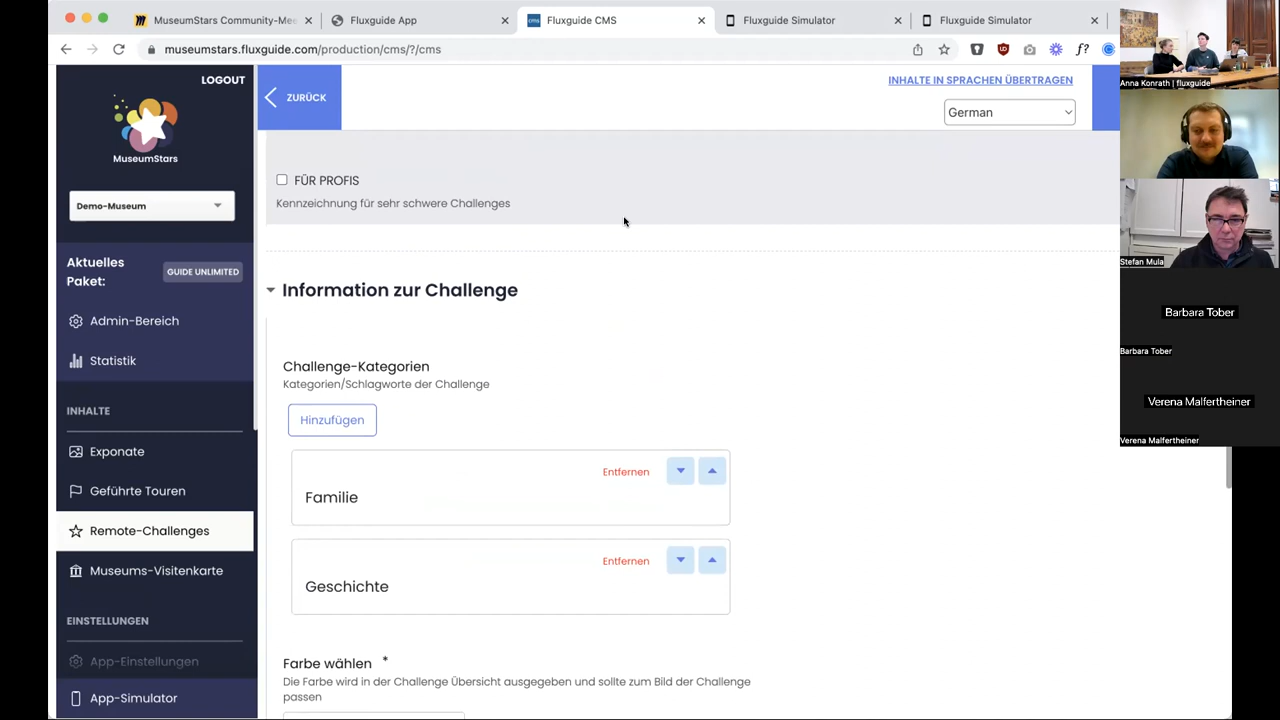 MuseumStars Community-Mee
Fluxguide App
cms
Fluxguide CMS
Fluxguide Simulator
Fluxguide Simulator
museumstars.fluxguide.com/production/cms/?/cms
f?
LOGOUT
MuseumStars
Demo-Museum
Aktuelles
Paket:
GUIDE UNLIMITED
Admin-Bereich
Statistik
INHALTE
Exponate
Geführte Touren
Remote-Challenges
Museums-Visitenkarte
EINSTELLUNGEN
App-Einstellungen
App-Simulator
ZURÜCK
INHALTE IN SPRACHEN ÜBERTRAGEN
German
FÜR PROFIS
Kennzeichnung für sehr schwere Challenges
Information zur Challenge
Challenge-Kategorien
Kategorien/Schlagworte der Challenge
Hinzufügen
Entfernen
Familie
Entfernen
Geschichte
Farbe wählen *
Die Farbe wird in der Challenge Übersicht ausgegeben und sollte zum Bild der Challenge
passen
Anna Konrath | fluxguide
Stefan Mula
Barbara Tober
Barbara Tober
Verena Malfertheiner
Verena Malfertheiner